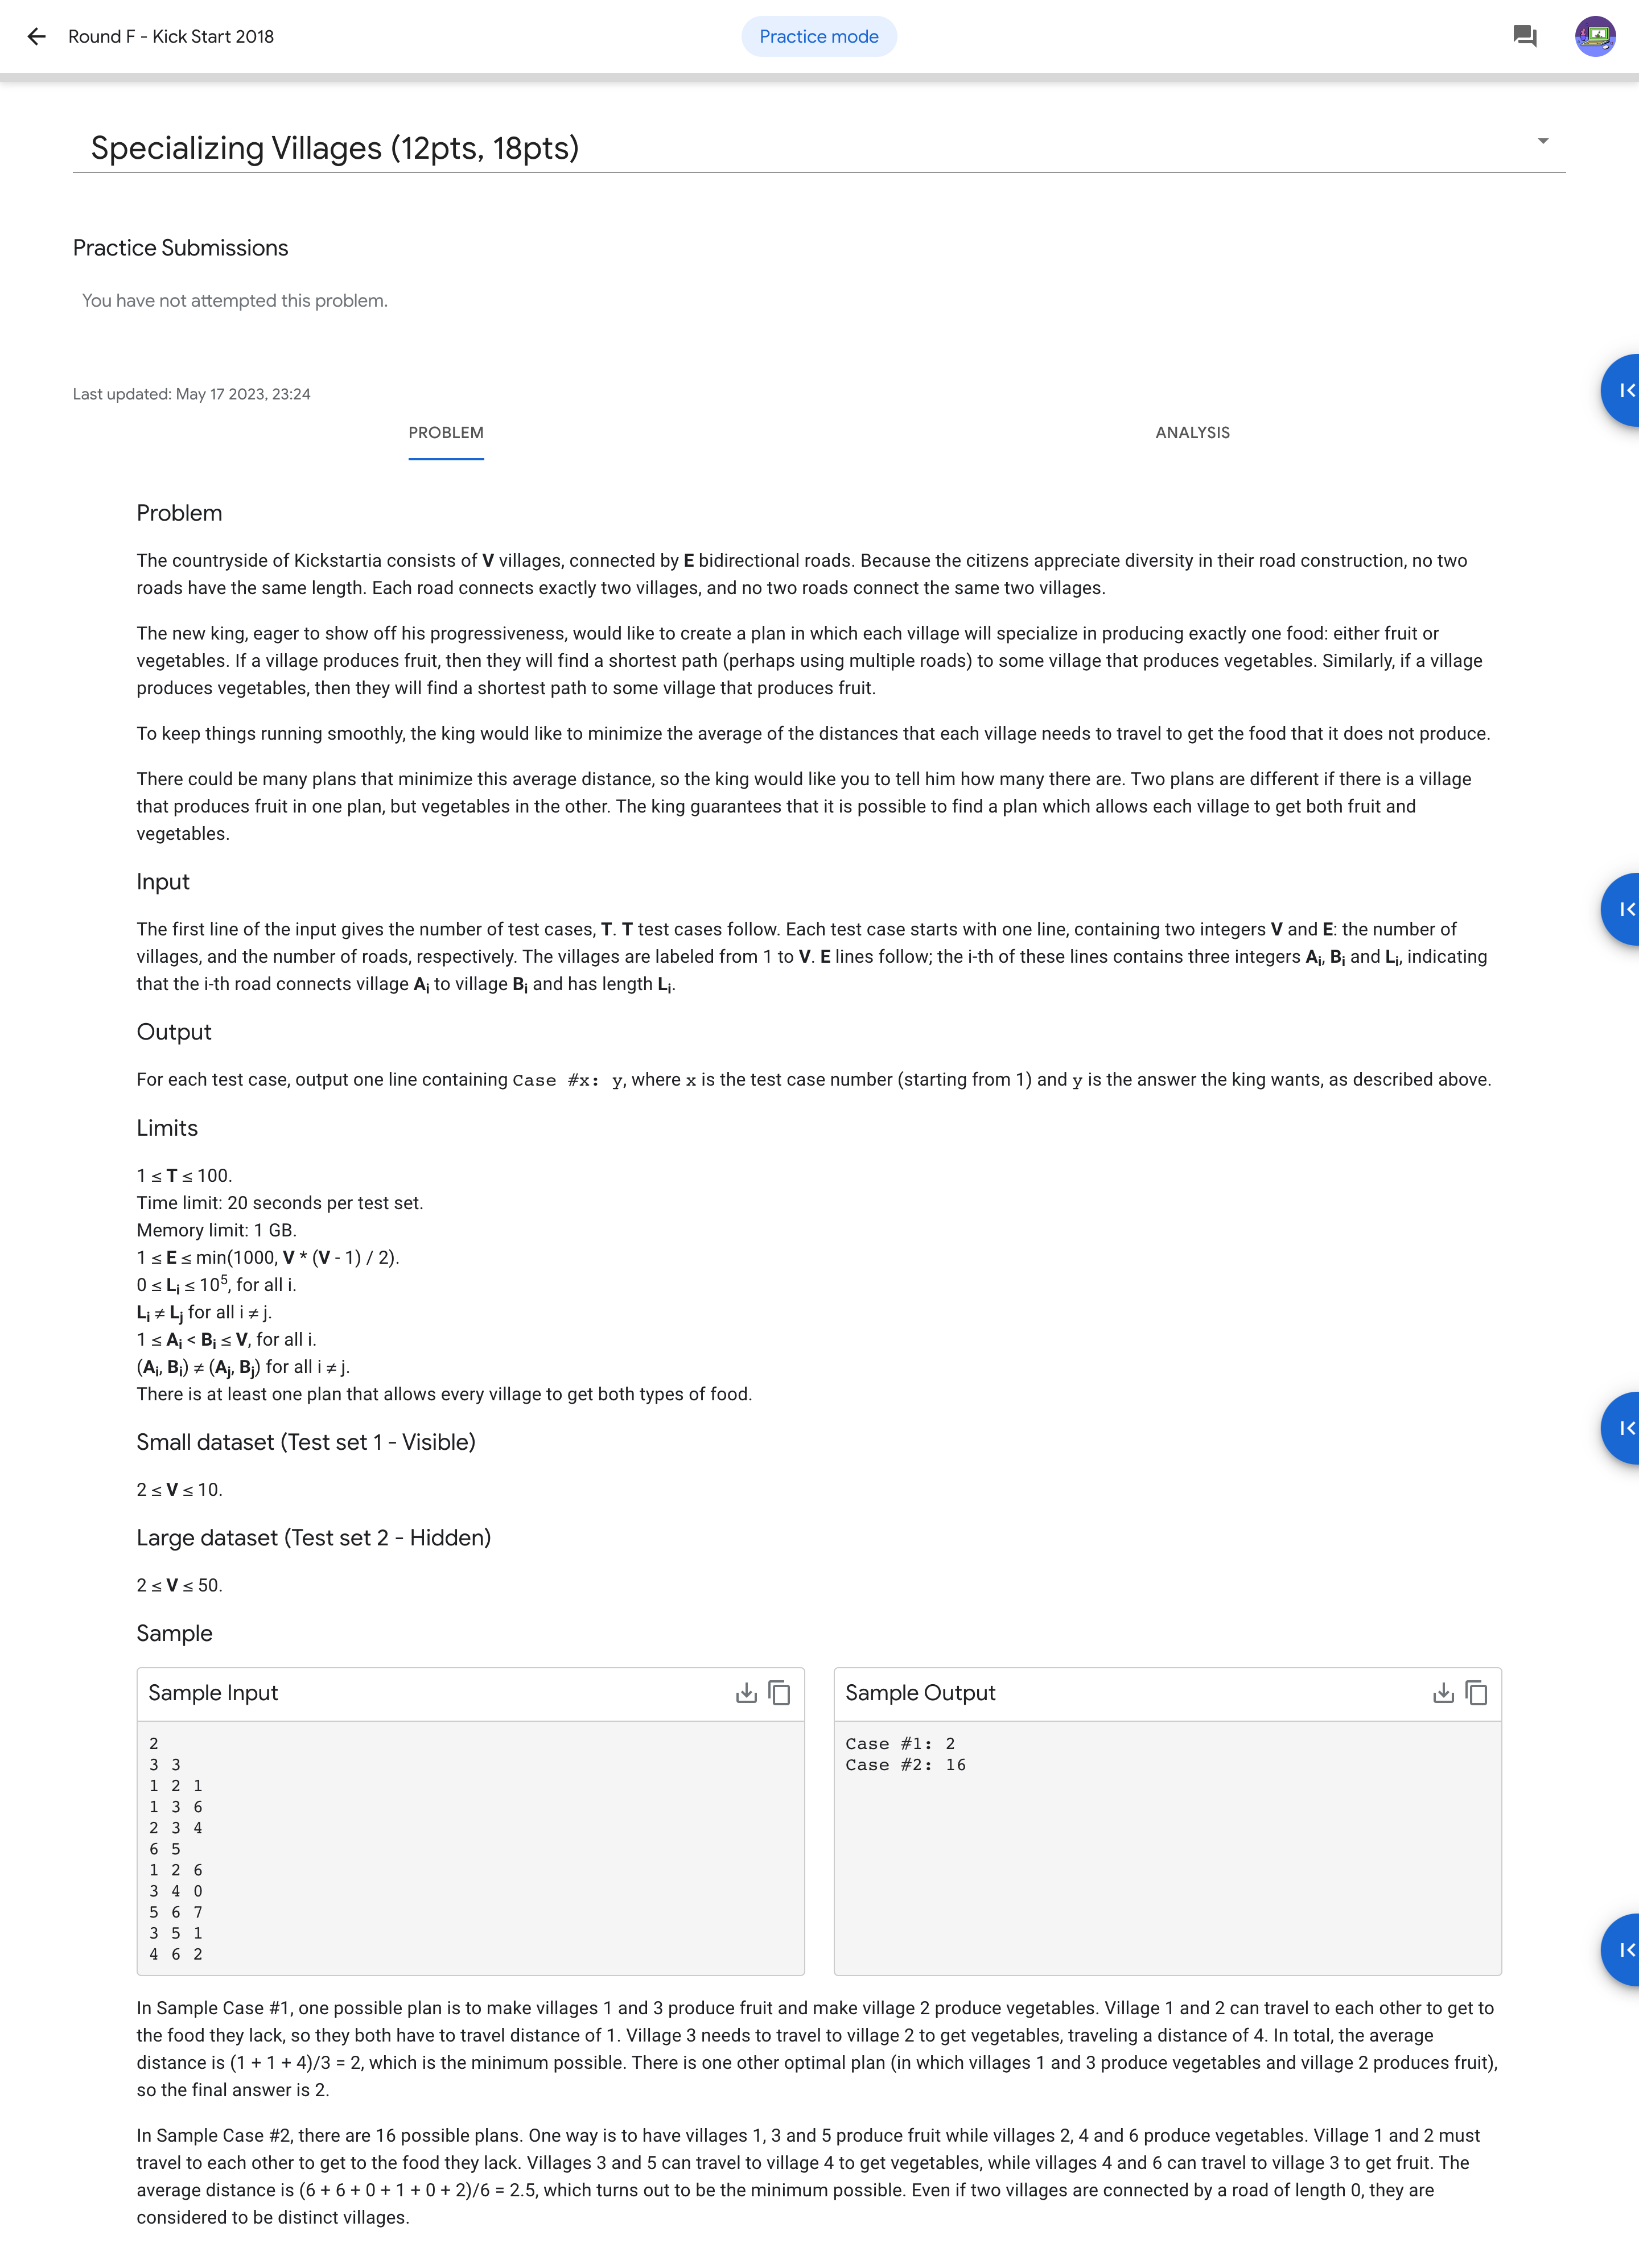 Round F - Kick Start 2018
Practice mode
Specializing Villages (12pts, 18pts)
Practice Submissions
You have not attempted this problem.
Last updated: May 17 2023, 23:24
PROBLEM
ANALYSIS
Problem
The countryside of Kickstartia consists of V villages, connected by E bidirectional roads. Because the citizens appreciate diversity in their road construction, no two
roads have the same length. Each road connects exactly two villages, and no two roads connect the same two villages.
The new king, eager to show off his progressiveness, would like to create a plan in which each village will specialize in producing exactly one food: either fruit or
vegetables. If a village produces fruit, then they will find a shortest path (perhaps using multiple roads) to some village that produces vegetables. Similarly, if a village
produces vegetables, then they will find a shortest path to some village that produces fruit.
To keep things running smoothly, the king would like to minimize the average of the distances that each village needs to travel to get the food that it does not produce.
There could be many plans that minimize this average distance, so the king would like you to tell him how many there are. Two plans are different if there is a village
that produces fruit in one plan, but vegetables in the other. The king guarantees that it is possible to find a plan which allows each village to get both fruit and
vegetables.
Input
The first line of the input gives the number of test cases, T. T test cases follow. Each test case starts with one line, containing two integers V and E: the number of
villages, and the number of roads, respectively. The villages are labeled from 1 to V. E lines follow; the i-th of these lines contains three integers Ai, Bi and Li, indicating
that the i-th road connects village Ai to village Bi and has length Li.
Output
For each test case, output one line containing Case #x: y, where x is the test case number (starting from 1) and y is the answer the king wants, as described above.
Limits
1 ≤ T ≤ 100.
Time limit: 20 seconds per test set.
Memory limit: 1 GB.
1 ≤ E ≤ min(1000, V * (V - 1) / 2).
0 ≤ Li ≤ 10⁵, for all i.
Li ≠ Lj for all i ≠ j.
1 ≤ Ai < Bi ≤ V, for all i.
(Ai, Bi) ≠ (Aj, Bj) for all i ≠ j.
There is at least one plan that allows every village to get both types of food.
Small dataset (Test set 1 - Visible)
2 ≤ V ≤ 10.
Large dataset (Test set 2 - Hidden)
2 ≤ V ≤ 50.
Sample
Sample Input
2
3 3
1 2 1
1 3 6
2 3 4
6 5
1 2 6
3 4 0
5 6 7
3 5 1
4 6 2
Sample Output
Case #1: 2
Case #2: 16
In Sample Case #1, one possible plan is to make villages 1 and 3 produce fruit and make village 2 produce vegetables. Village 1 and 2 can travel to each other to get to
the food they lack, so they both have to travel distance of 1. Village 3 needs to travel to village 2 to get vegetables, traveling a distance of 4. In total, the average
distance is (1 + 1 + 4)/3 = 2, which is the minimum possible. There is one other optimal plan (in which villages 1 and 3 produce vegetables and village 2 produces fruit),
so the final answer is 2.
In Sample Case #2, there are 16 possible plans. One way is to have villages 1, 3 and 5 produce fruit while villages 2, 4 and 6 produce vegetables. Village 1 and 2 must
travel to each other to get to the food they lack. Villages 3 and 5 can travel to village 4 to get vegetables, while villages 4 and 6 can travel to village 3 to get fruit. The
average distance is (6 + 6 + 0 + 1 + 0 + 2)/6 = 2.5, which turns out to be the minimum possible. Even if two villages are connected by a road of length 0, they are
considered to be distinct villages.